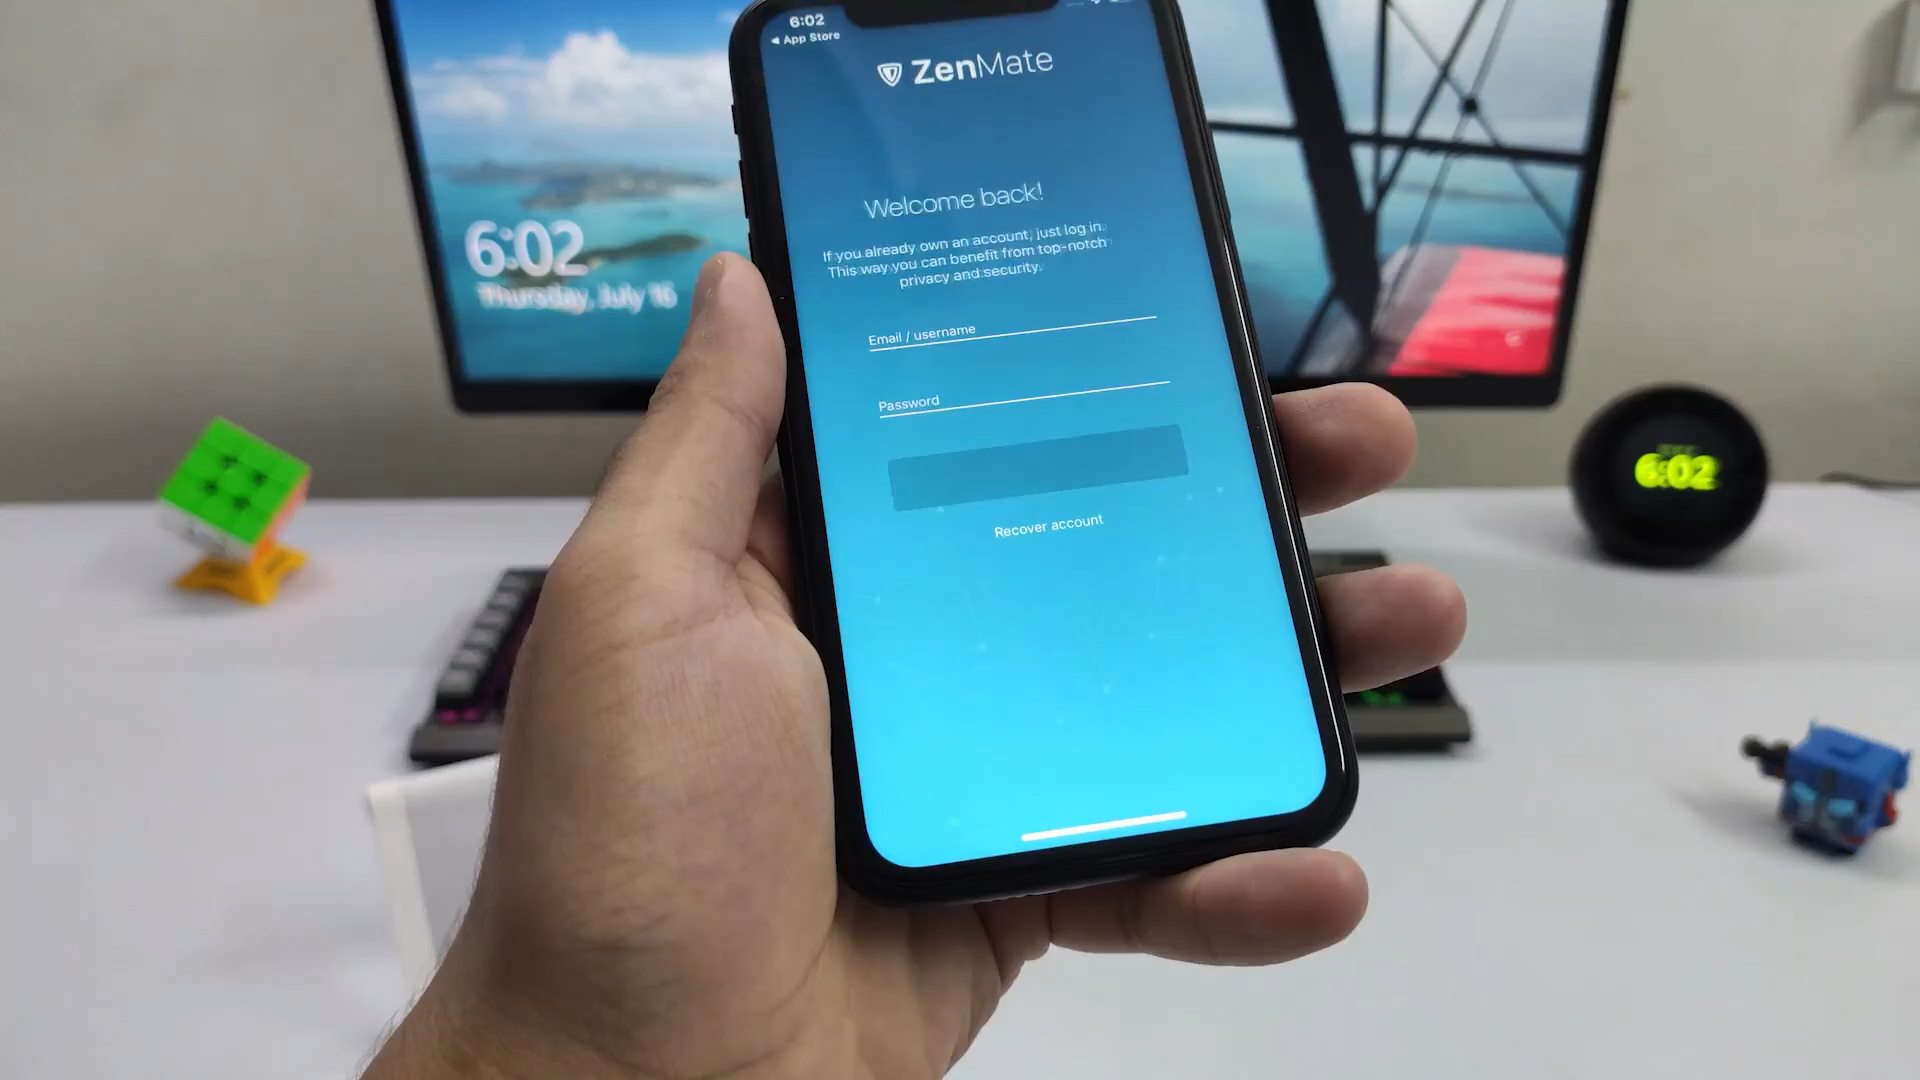 6:02
◀ App Store
ZenMate
Welcome back!
If you already own an account, just log in.
This way you can benefit from top-notch
privacy and security.
Email / username
Password
Recover account
6:02
Thursday, July 16
6:02